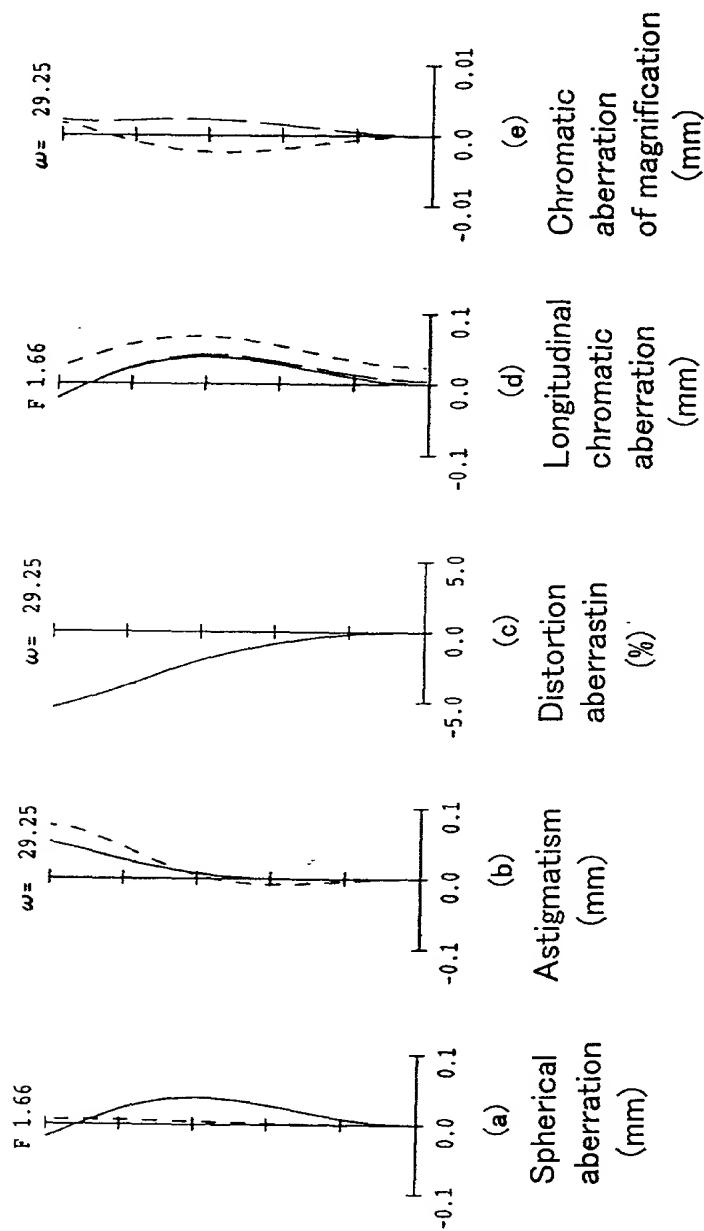 F 1.66
-0.1 0.0 0.1
(a)
Spherical
aberration
(mm)
ω= 29.25
-0.1 0.0 0.1
(b)
Astigmatism
(mm)
ω= 29.25
-5.0 0.0 5.0
(c)
Distortion
aberrastin
(%)
F 1.66
-0.1 0.0 0.1
(d)
Longitudinal
chromatic
aberration
(mm)
ω= 29.25
-0.01 0.0 0.01
(e)
Chromatic
aberration
of magnification
(mm)